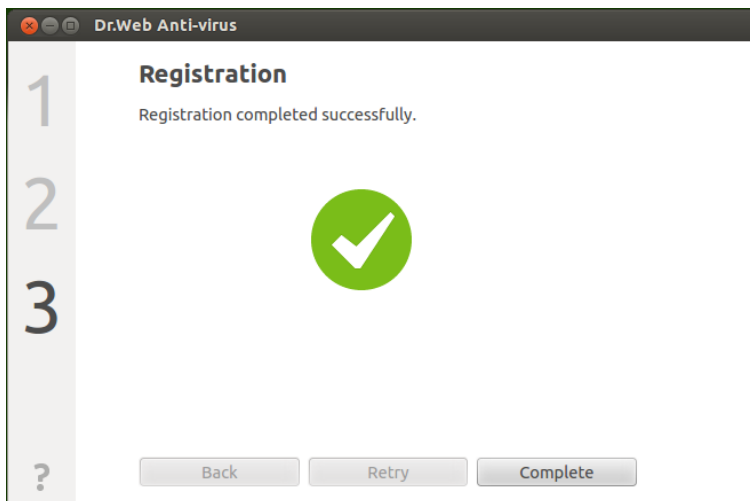 Dr.Web Anti-virus
1
Registration
Registration completed successfully.
2
3
?
Back Retry Complete